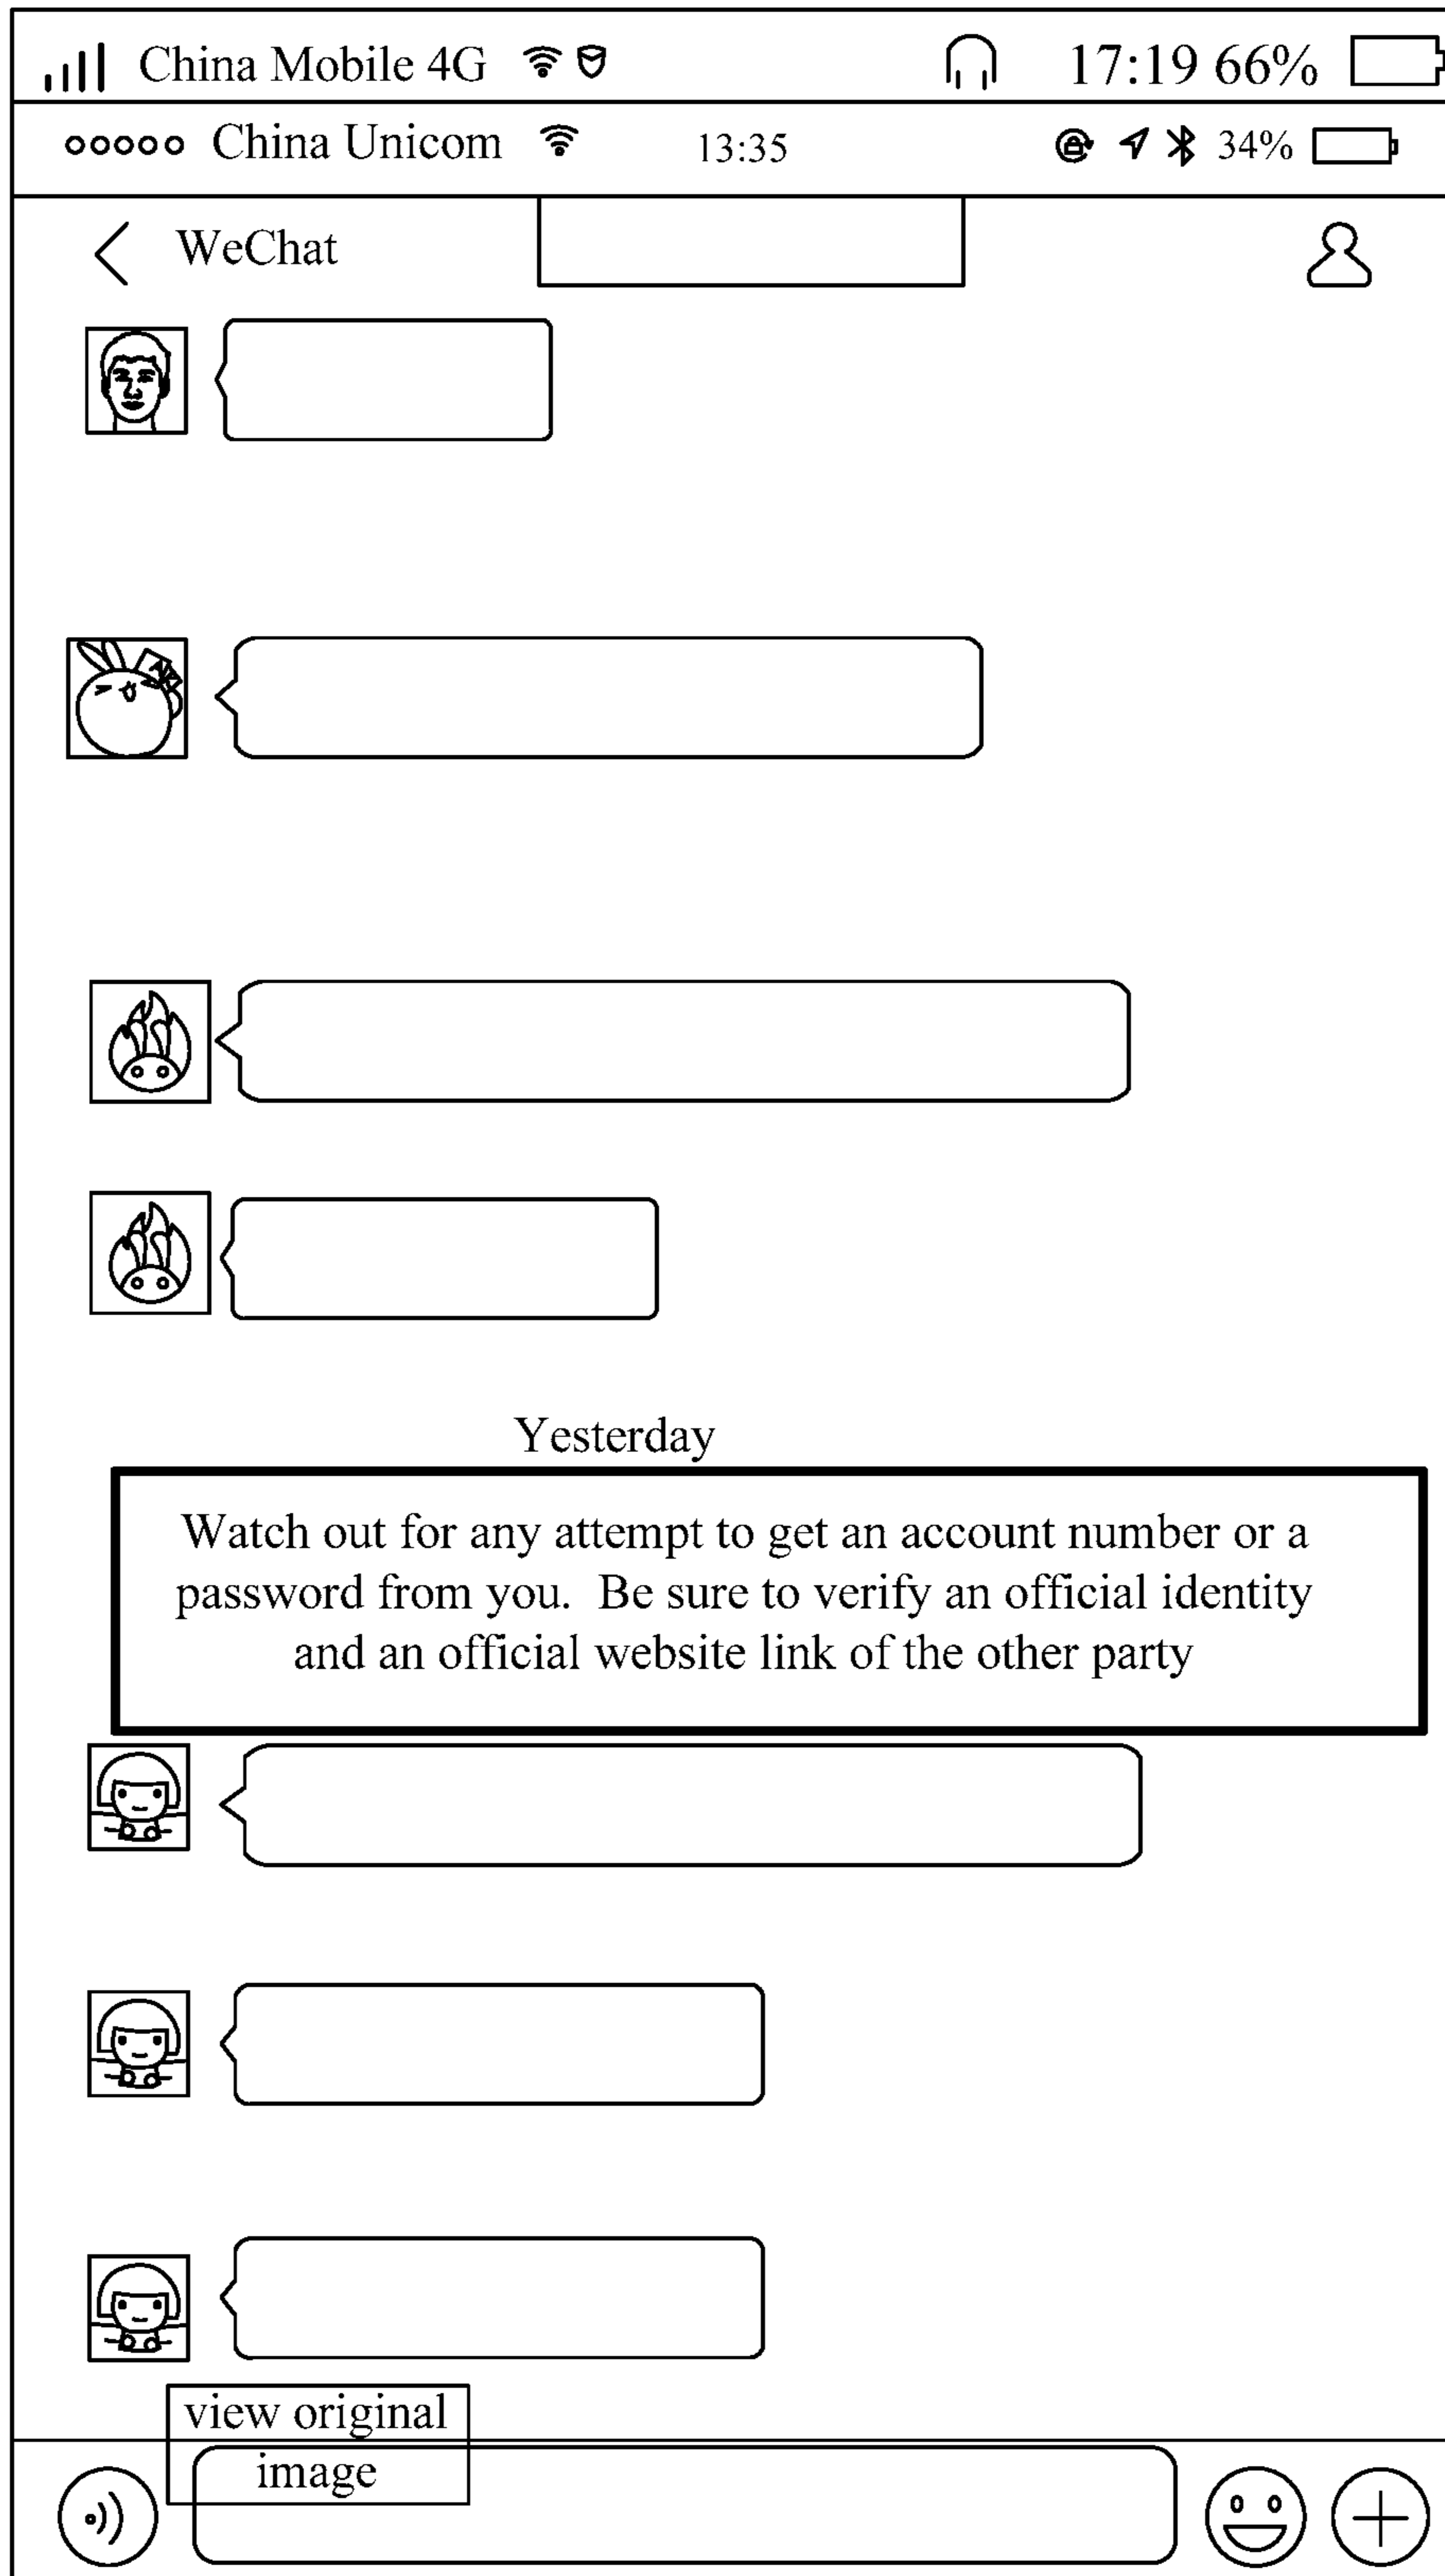 China Mobile 4G 17:19 66%
China Unicom 13:35 34%
WeChat
Yesterday
Watch out for any attempt to get an account number or a
password from you. Be sure to verify an official identity
and an official website link of the other party
view original
image